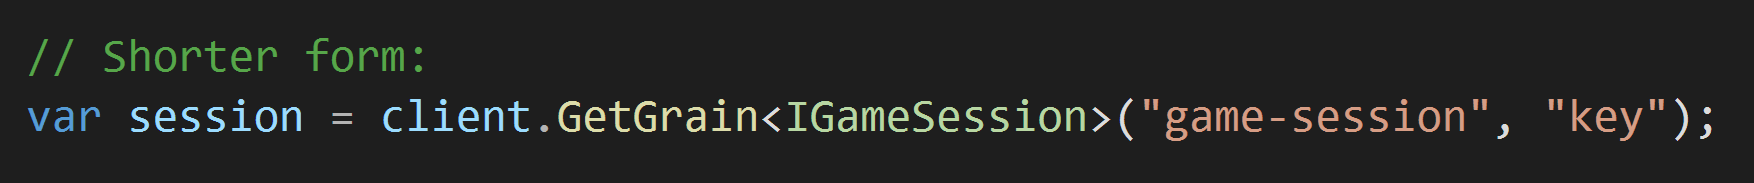 // Shorter form:
var session = client.GetGrain<IGameSession>("game-session", "key");